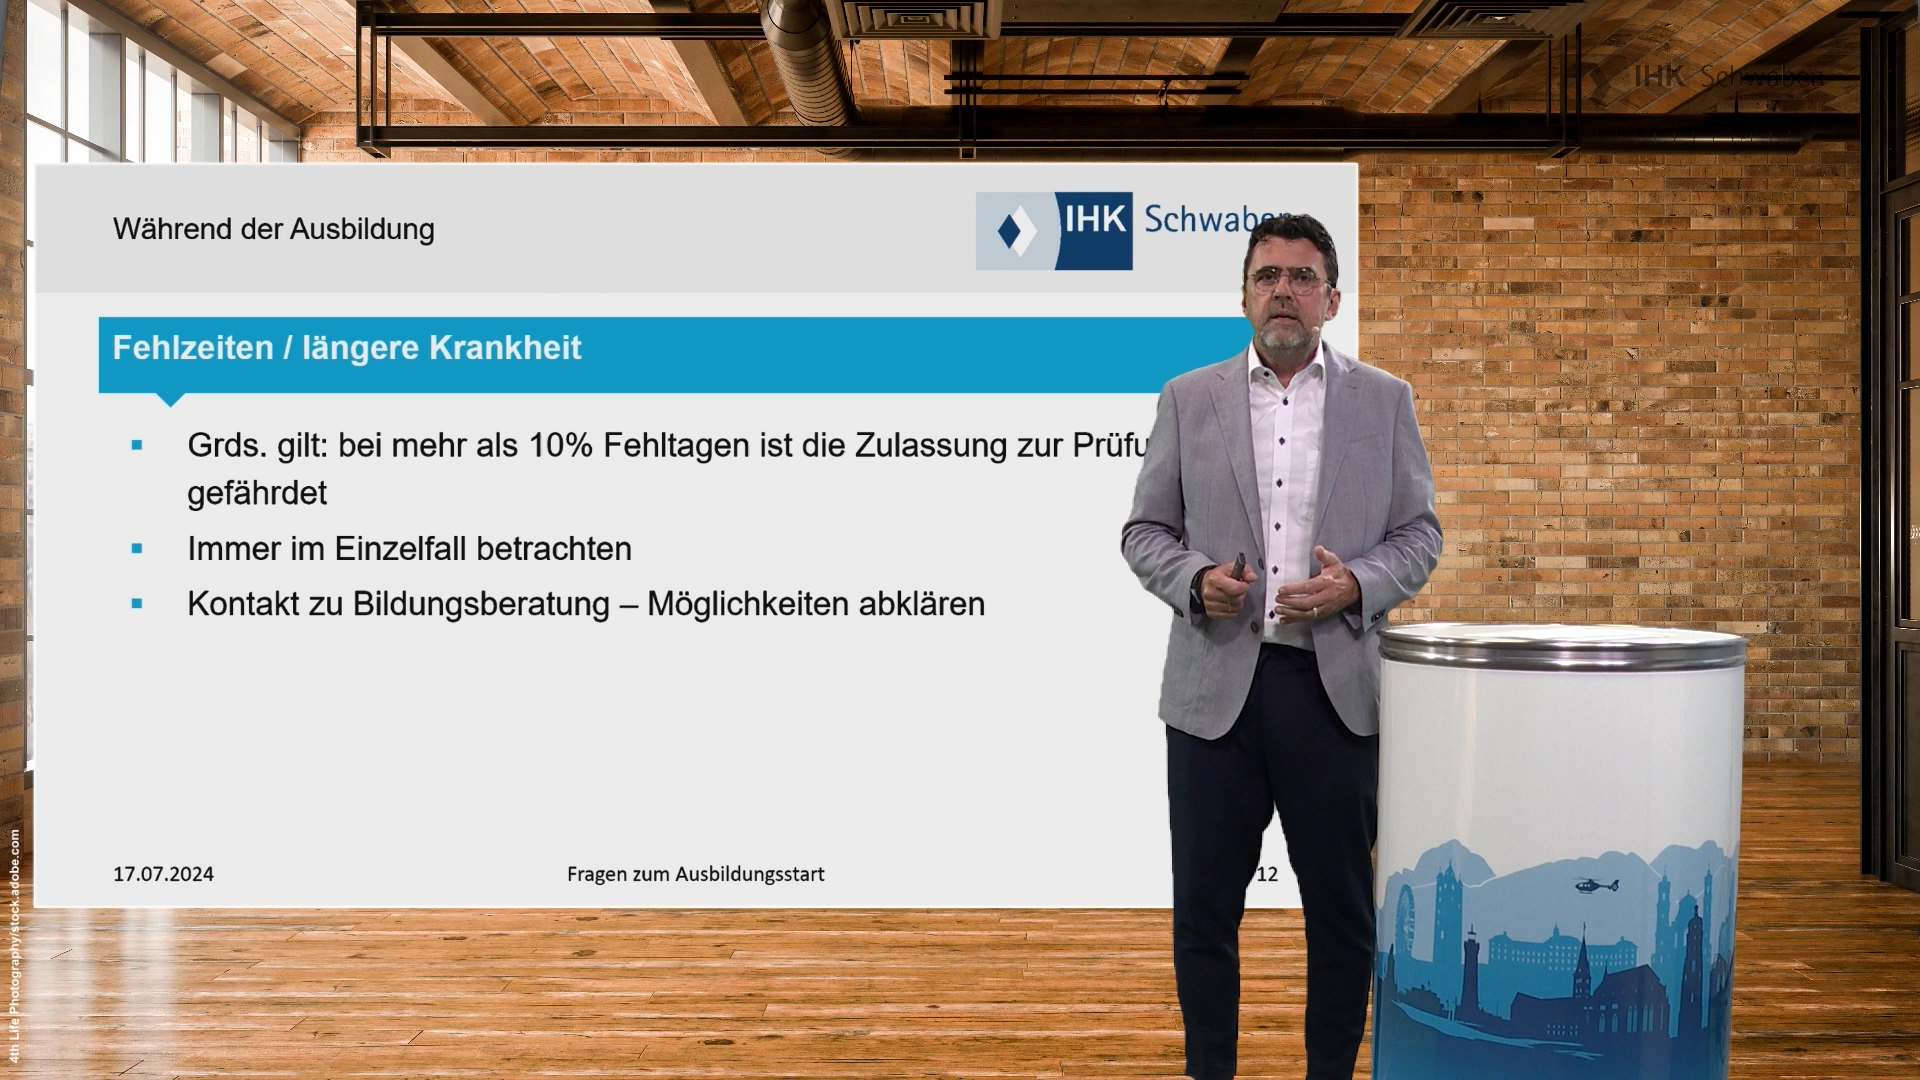 IHK Schwaben
Während der Ausbildung
IHK Schwaben
Fehlzeiten / längere Krankheit
Grds. gilt: bei mehr als 10% Fehltagen ist die Zulassung zur
gefährdet
Immer im Einzelfall betrachten
Kontakt zu Bildungsberatung – Möglichkeiten abklären
17.07.2024
Fragen zum Ausbildungsstart
12
4th Life Photography/stock.adobe.com